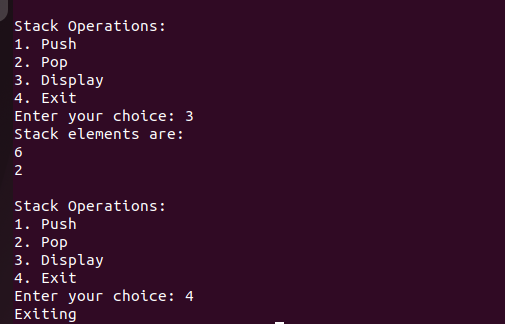 Stack Operations:
1. Push
2. Pop
3. Display
4. Exit
Enter your choice: 3
Stack elements are:
6
2
Stack Operations:
1. Push
2. Pop
3. Display
4. Exit
Enter your choice: 4
Exiting